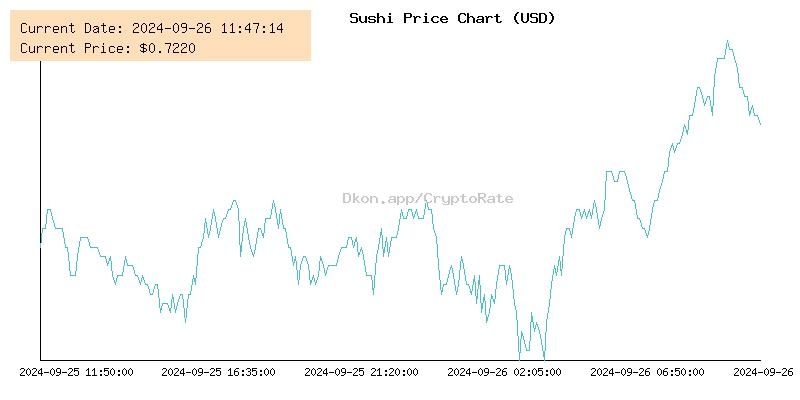 Sushi Price Chart (USD)
Current Date: 2024-09-26 11:47:14
Current Price: $0.7220
Dkon.app/CryptoRate
2024-09-25 11:50:00 2024-09-25 16:35:00 2024-09-25 21:20:00 2024-09-26 02:05:00 2024-09-26 06:50:00 2024-09-26